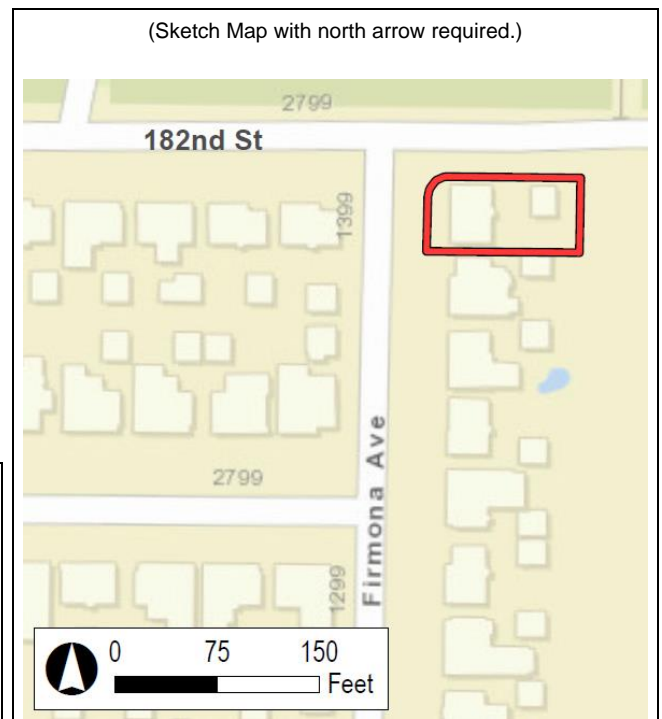 (Sketch Map with north arrow required.)
2799
182nd St
1399
2799
Firmona Ave
1299
0 75 150
Feet